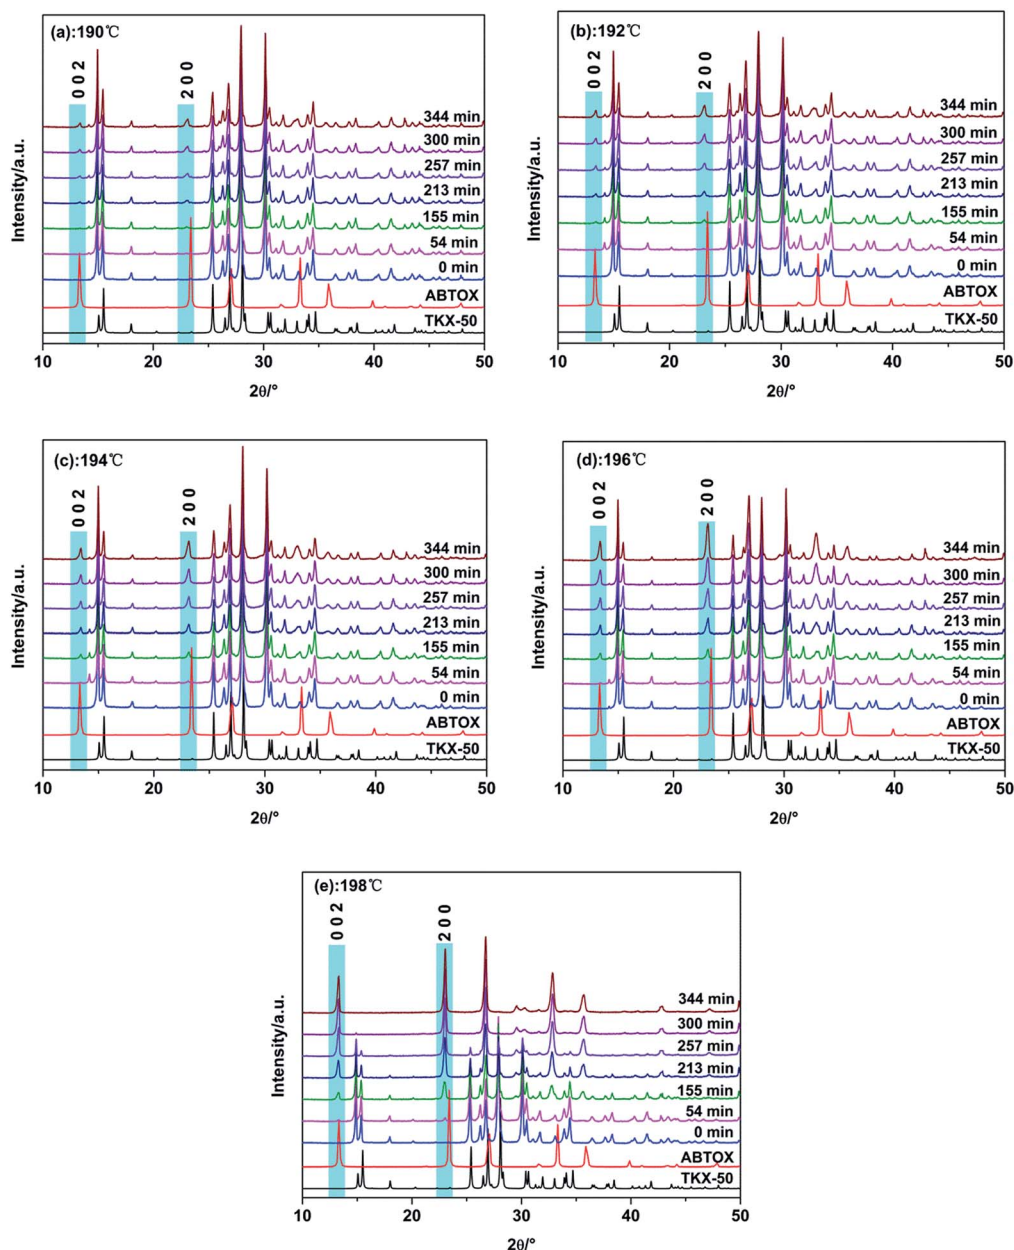 (a):190℃
0 0 2
2 0 0
344 min
300 min
257 min
213 min
155 min
54 min
0 min
ABTOX
TKX-50
Intensity/a.u.
10 20 30 40 50
2θ/°
(b):192℃
0 0 2
2 0 0
344 min
300 min
257 min
213 min
155 min
54 min
0 min
ABTOX
TKX-50
Intensity/a.u.
10 20 30 40 50
2θ/°
(c):194℃
0 0 2
2 0 0
344 min
300 min
257 min
213 min
155 min
54 min
0 min
ABTOX
TKX-50
Intensity/a.u.
10 20 30 40 50
2θ/°
(d):196℃
0 0 2
2 0 0
344 min
300 min
257 min
213 min
155 min
54 min
0 min
ABTOX
TKX-50
Intensity/a.u.
10 20 30 40 50
2θ/°
(e):198℃
0 0 2
2 0 0
344 min
300 min
257 min
213 min
155 min
54 min
0 min
ABTOX
TKX-50
Intensity/a.u.
10 20 30 40 50
2θ/°